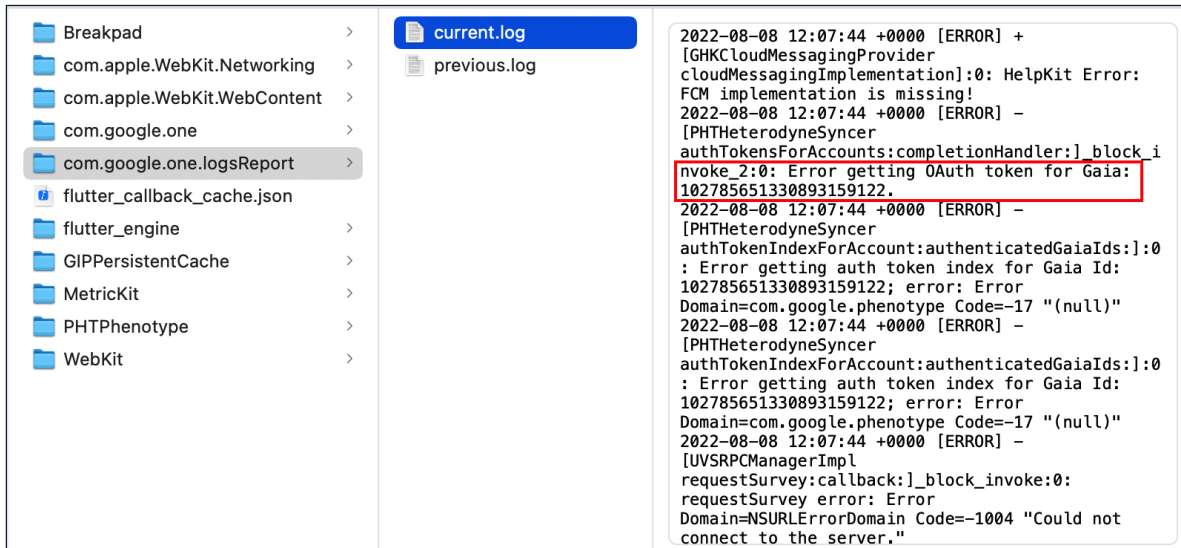 Breakpad
com.apple.WebKit.Networking
com.apple.WebKit.WebContent
com.google.one
com.google.one.logsReport
flutter_callback_cache.json
flutter_engine
GIPPersistentCache
MetricKit
PHTPhenotype
WebKit
current.log
previous.log
2022-08-08 12:07:44 +0000 [ERROR] +
[GHKCloudMessagingProvider
cloudMessagingImplementation]:0: HelpKit Error:
FCM implementation is missing!
2022-08-08 12:07:44 +0000 [ERROR] -
[PHTHeterodyneSyncer
authTokensForAccounts:completionHandler:]_block_i
nvoke_2:0: Error getting OAuth token for Gaia:
102785651330893159122.
2022-08-08 12:07:44 +0000 [ERROR] -
[PHTHeterodyneSyncer
authTokenIndexForAccount:authenticatedGaiaIds:]:0
: Error getting auth token index for Gaia Id:
102785651330893159122; error: Error
Domain=com.google.phenotype Code=-17 "(null)"
2022-08-08 12:07:44 +0000 [ERROR] -
[PHTHeterodyneSyncer
authTokenIndexForAccount:authenticatedGaiaIds:]:0
: Error getting auth token index for Gaia Id:
102785651330893159122; error: Error
Domain=com.google.phenotype Code=-17 "(null)"
2022-08-08 12:07:44 +0000 [ERROR] -
[UVSRPCManagerImpl
requestSurvey:callback:]_block_invoke:0:
requestSurvey error: Error
Domain=NSURLErrorDomain Code=-1004 "Could not
connect to the server."